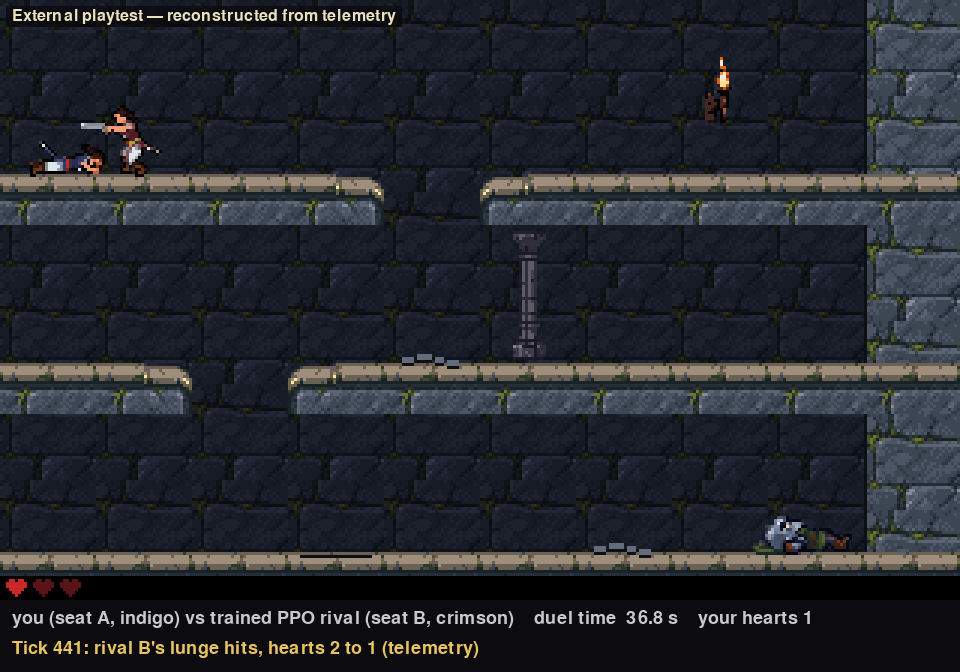 External playtest — reconstructed from telemetry
you (seat A, indigo) vs trained PPO rival (seat B, crimson) duel time 36.8 s your hearts 1
Tick 441: rival B's lunge hits, hearts 2 to 1 (telemetry)